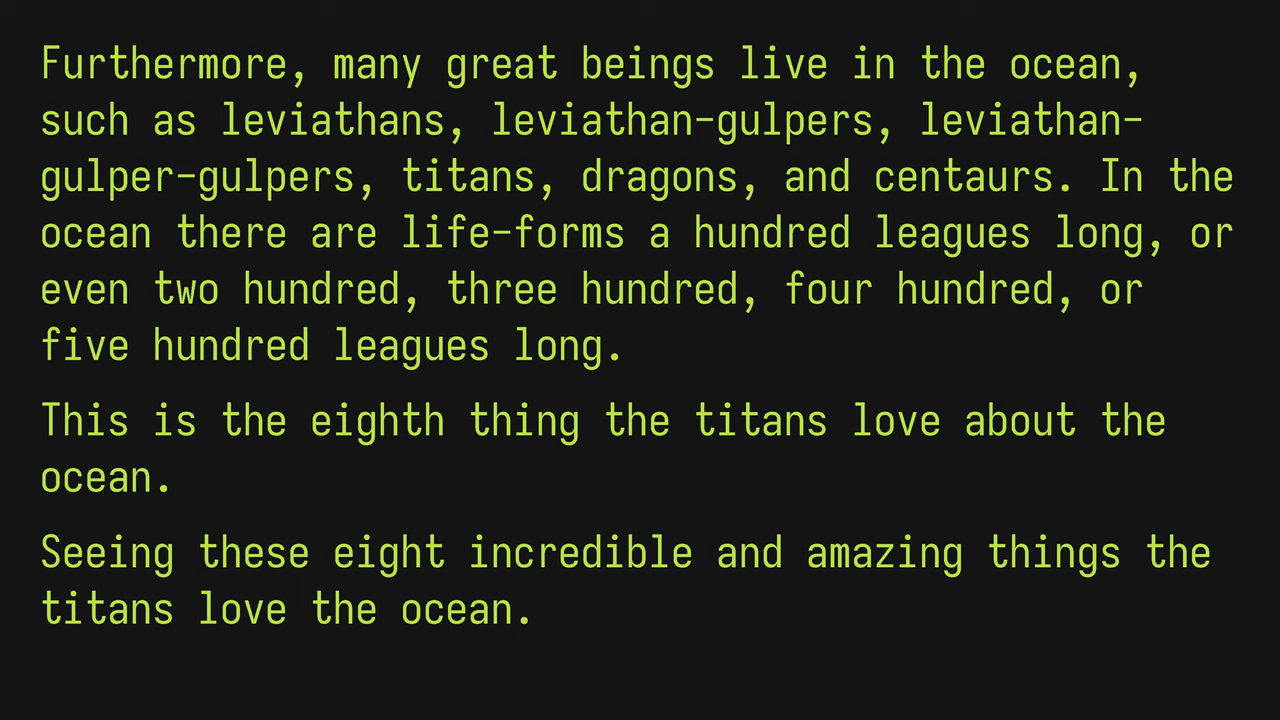 Furthermore, many great beings live in the ocean,
such as leviathans, leviathan-gulpers, leviathan-
gulper-gulpers, titans, dragons, and centaurs. In the
ocean there are life-forms a hundred leagues long, or
even two hundred, three hundred, four hundred, or
five hundred leagues long.
This is the eighth thing the titans love about the
ocean.
Seeing these eight incredible and amazing things the
titans love the ocean.